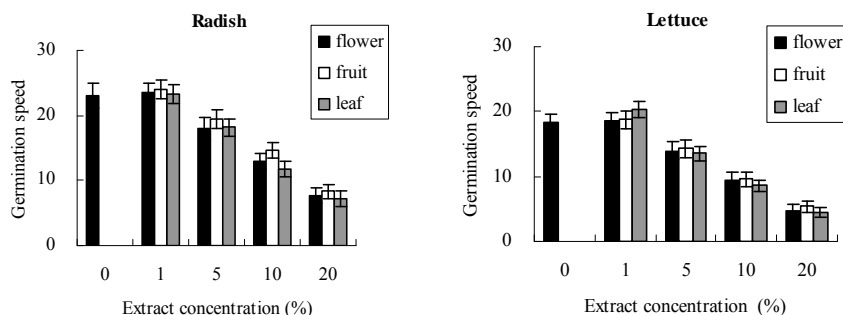 Radish
30
20
10
0
Germination speed
0 1 5 10 20
Extract concentration (%)
flower
fruit
leaf
Lettuce
30
20
10
0
Germination speed
0 1 5 10 20
Extract concentration (%)
flower
fruit
leaf